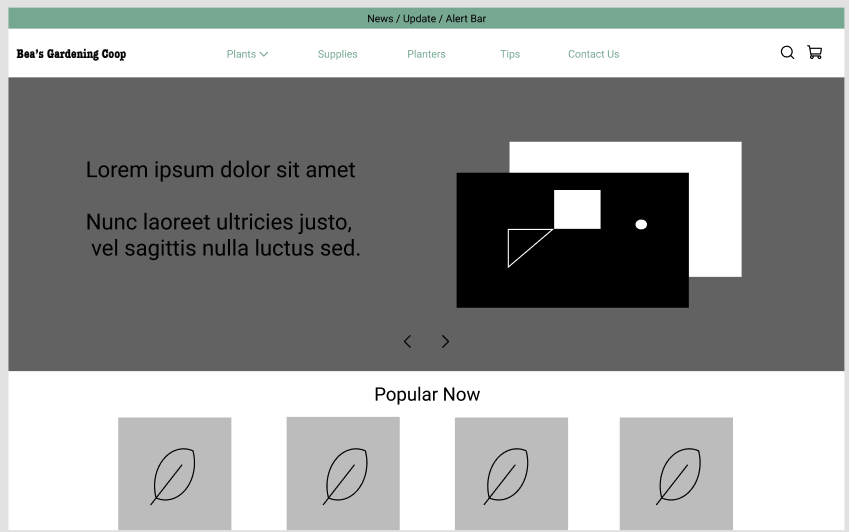 News / Update / Alert Bar
Bea's Gardening Coop
Plants
Supplies
Planters
Tips
Contact Us
Lorem ipsum dolor sit amet
Nunc laoreet ultricies justo,
vel sagittis nulla luctus sed.
Popular Now